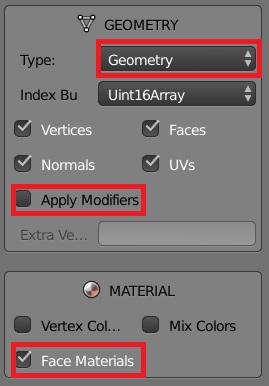 GEOMETRY
Type: Geometry
Index Bu Uint16Array
Vertices Faces
Normals UVs
Apply Modifiers
Extra Ve...
MATERIAL
Vertex Col... Mix Colors
Face Materials